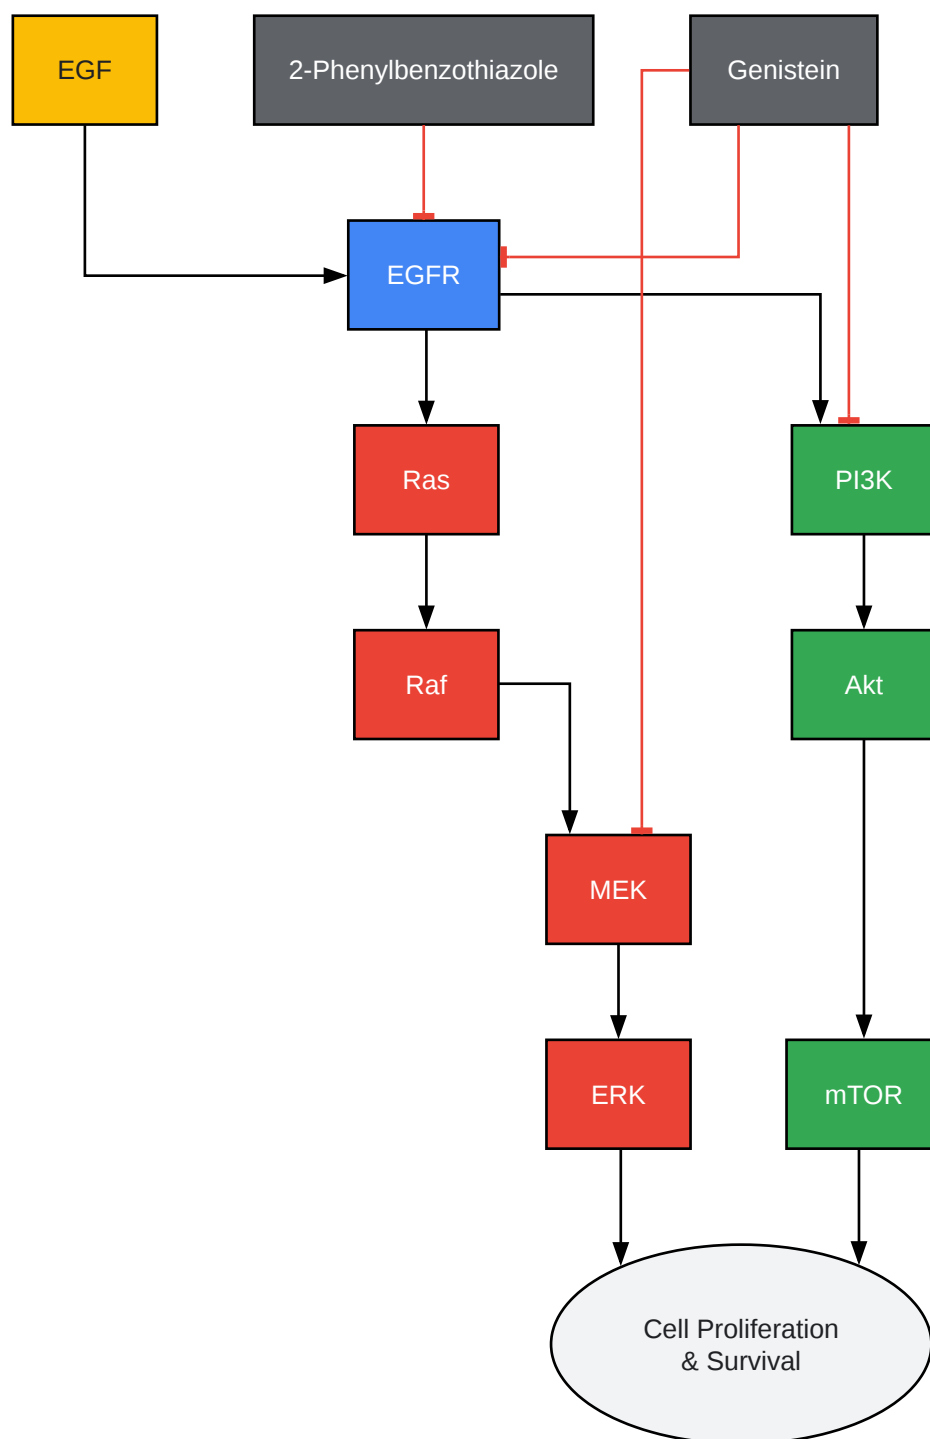 EGF
2-Phenylbenzothiazole
Genistein
EGFR
Ras
PI3K
Raf
Akt
MEK
ERK
mTOR
Cell Proliferation
& Survival